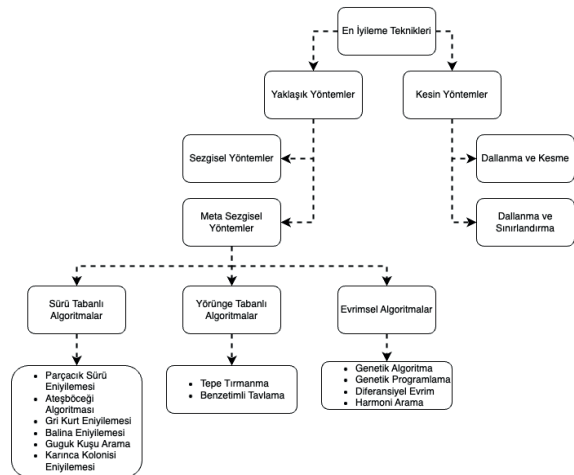 En İyileme Teknikleri
Yaklaşık Yöntemler
Kesin Yöntemler
Sezgisel Yöntemler
Dallanma ve Kesme
Meta Sezgisel
Yöntemler
Dallanma ve
Sınırlandırma
Sürü Tabanlı
Algoritmalar
Yörünge Tabanlı
Algoritmalar
Evrimsel Algoritmalar
• Parçacık Sürü
Eniyilemesi
• Ateşböceği
Algoritması
• Gri Kurt Eniyilemesi
• Balina Eniyilemesi
• Guguk Kuşu Arama
• Karınca Kolonisi
Eniyilemesi
• Tepe Tırmanma
• Benzetimli Tavlama
• Genetik Algoritma
• Genetik Programlama
• Diferansiyel Evrim
• Harmoni Arama